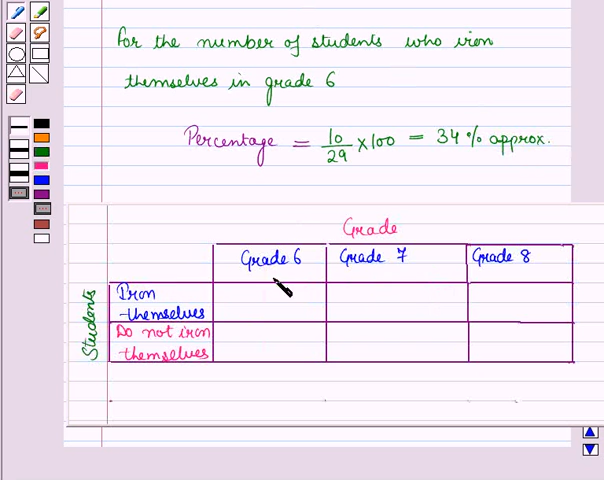 For the number of students who iron
themselves in grade 6
Percentage = 10/29 × 100 = 34 % approx.
Grade
Grade 6 Grade 7 Grade 8
Students
Iron
themselves
Do not iron
themselves